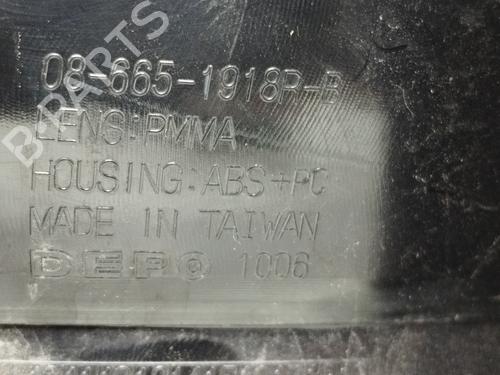 08-665-1918R-B
LENS:PMMA
HOUSING:ABS+PC
MADE IN TAIWAN
DEPO 1006
B-PARTS